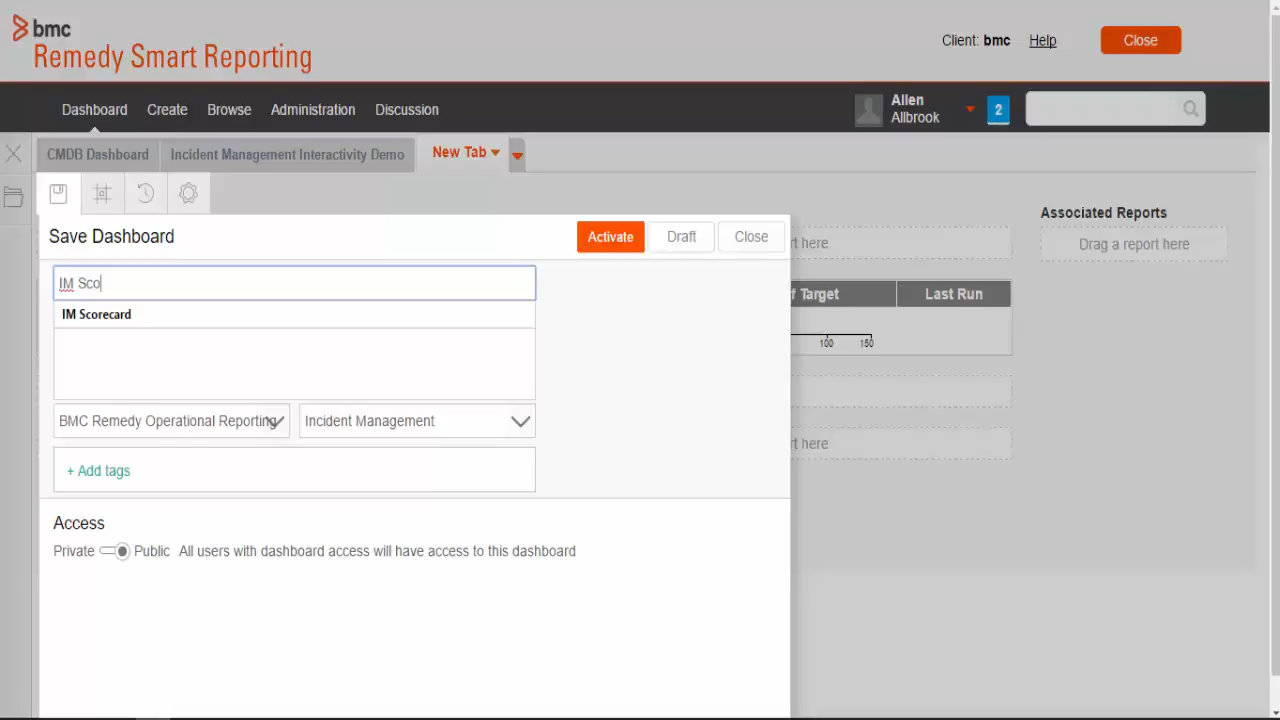 bmc
Remedy Smart Reporting
Client: bmc Help Close
Dashboard Create Browse Administration Discussion
Allen
Allbrook
2
CMDB Dashboard Incident Management Interactivity Demo New Tab
Save Dashboard Activate Draft Close
IM Sco
IM Scorecard
BMC Remedy Operational Reporting Incident Management
+ Add tags
Access
Private Public All users with dashboard access will have access to this dashboard
Associated Reports
here Drag a report here
Target Last Run
100 150
here